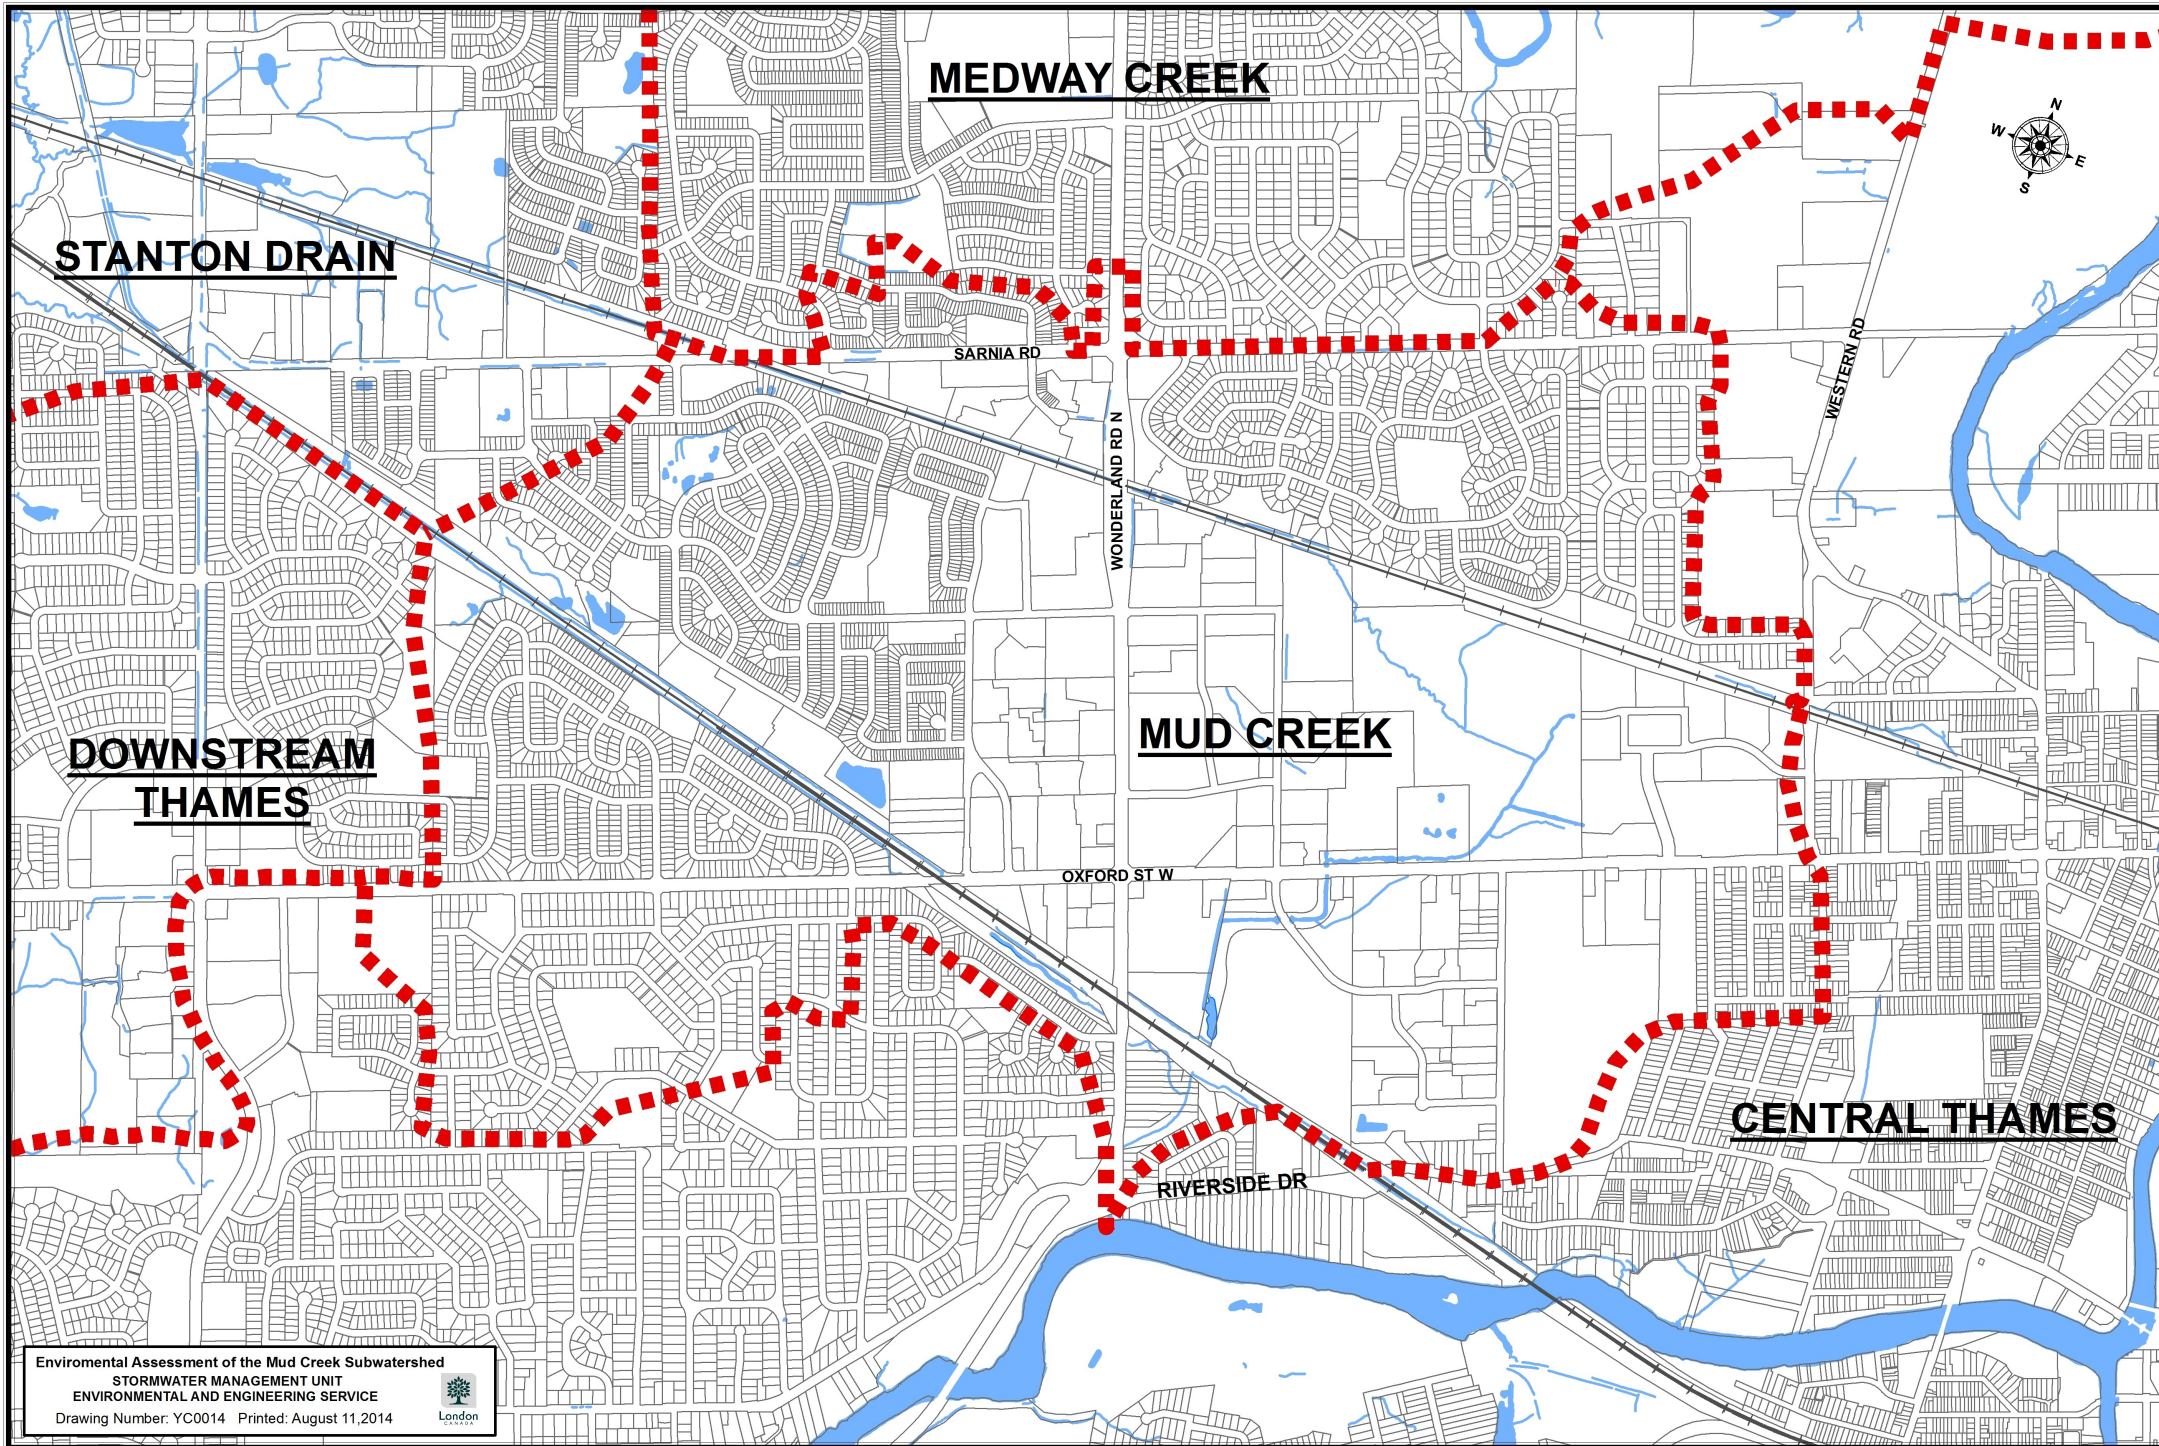 MEDWAY CREEK
N
W
E
S
STANTON DRAIN
SARNIA RD
WESTERN RD
WONDERLAND RD N
MUD CREEK
DOWNSTREAM
THAMES
OXFORD ST W
CENTRAL THAMES
RIVERSIDE DR
Enviromental Assessment of the Mud Creek Subwatershed
STORMWATER MANAGEMENT UNIT
ENVIRONMENTAL AND ENGINEERING SERVICE
Drawing Number: YC0014 Printed: August 11,2014
London
CANADA